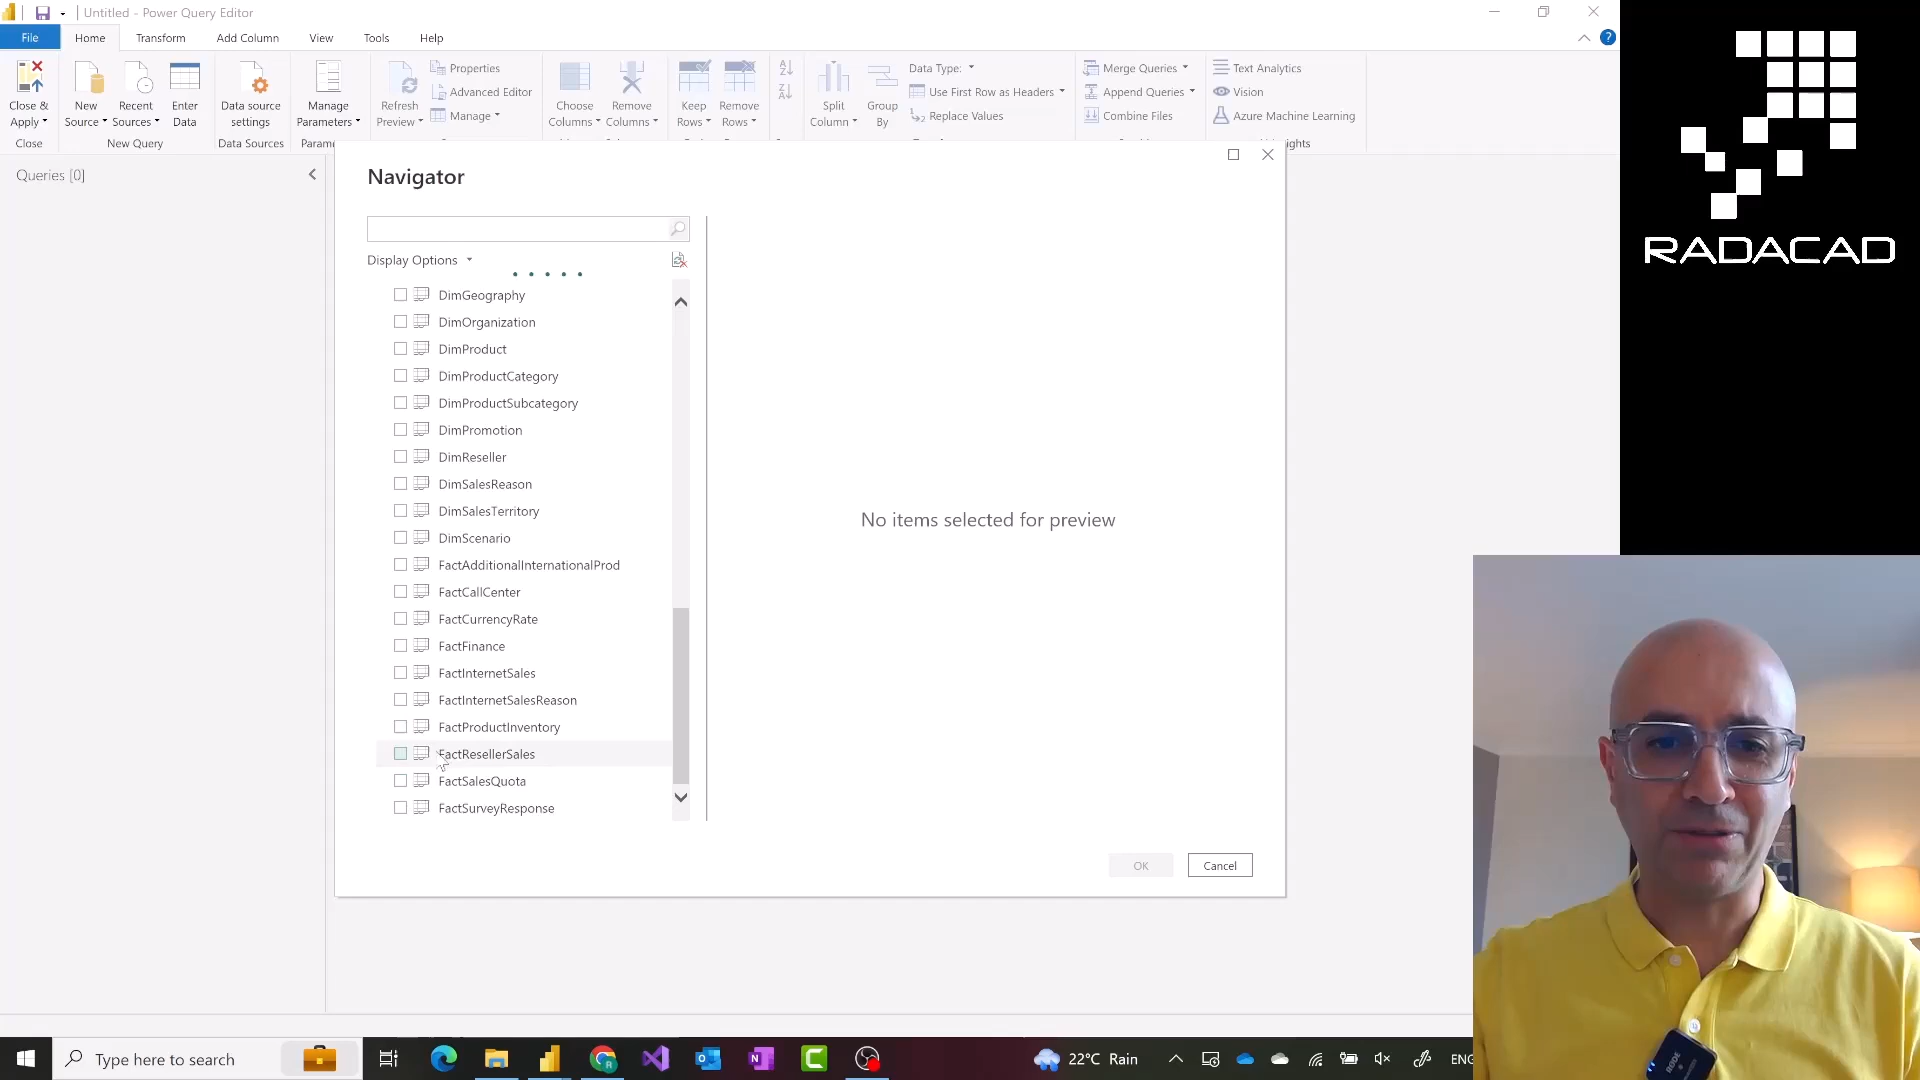 Untitled - Power Query Editor
File Home Transform Add Column View Tools Help
Close & Apply
New Source
Recent Sources
Enter Data
Data source settings
Manage Parameters
Refresh Preview
Properties
Advanced Editor
Manage
Choose Columns
Remove Columns
Keep Rows
Remove Rows
Split Column
Group By
Data Type:
Use First Row as Headers
Replace Values
Merge Queries
Append Queries
Combine Files
Text Analytics
Vision
Azure Machine Learning
Close
New Query
Data Sources
Param
ights
RADACAD
Queries [0]
Navigator
Display Options
DimGeography
DimOrganization
DimProduct
DimProductCategory
DimProductSubcategory
DimPromotion
DimReseller
DimSalesReason
DimSalesTerritory
DimScenario
FactAdditionalInternationalProd
FactCallCenter
FactCurrencyRate
FactFinance
FactInternetSales
FactInternetSalesReason
FactProductInventory
FactResellerSales
FactSalesQuota
FactSurveyResponse
No items selected for preview
OK
Cancel
RØDE
Type here to search
22°C Rain
ENG